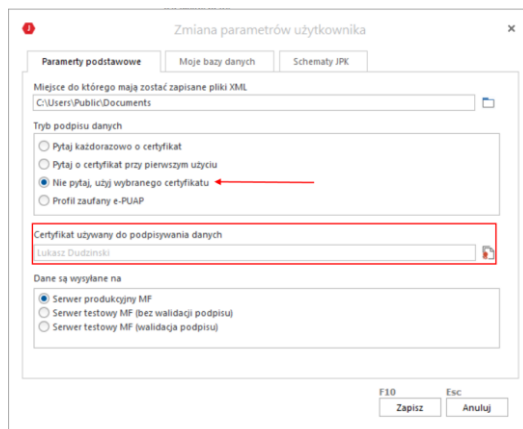 Zmiana parametrów użytkownika
Paramerty podstawowe
Moje bazy danych
Schematy JPK
Miejsce do którego mają zostać zapisane pliki XML
C:\Users\Public\Documents
Tryb podpisu danych
Pytaj każdorazowo o certyfikat
Pytaj o certyfikat przy pierwszym użyciu
Nie pytaj, użyj wybranego certyfikatu
Profil zaufany e-PUAP
Certyfikat używany do podpisywania danych
Lukasz Dudzinski
Dane są wysyłane na
Serwer produkcyjny MF
Serwer testowy MF (bez walidacji podpisu)
Serwer testowy MF (walidacja podpisu)
F10
Esc
Zapisz
Anuluj